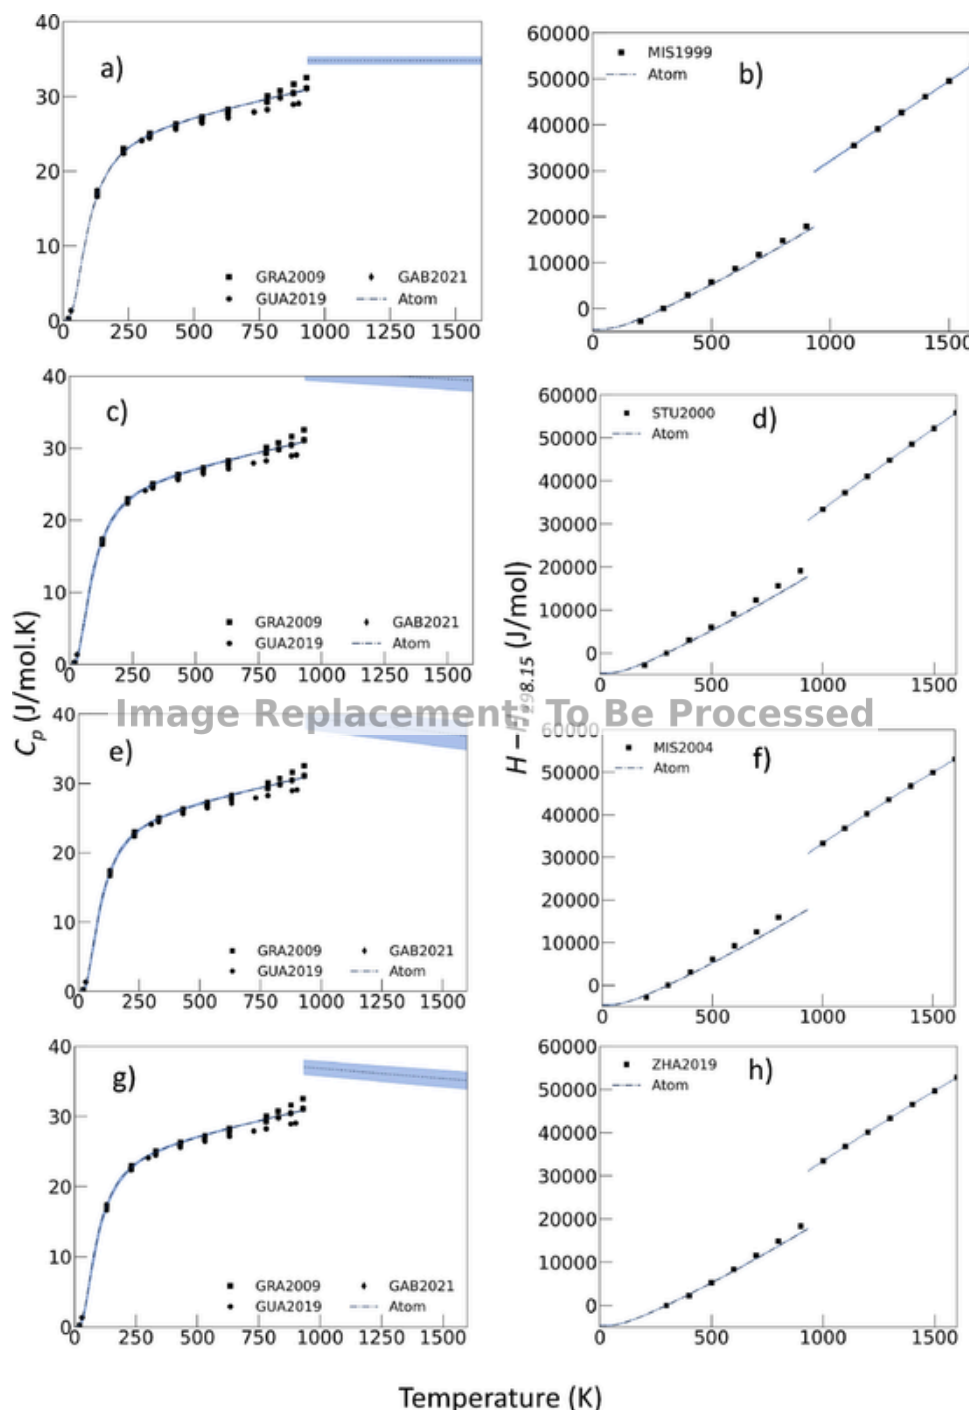 40
30
20
10
0
0 250 500 750 1000 1250 1500
a)
GRA2009
GUA2019
GAB2021
Atom
60000
50000
40000
30000
20000
10000
0
0 500 1000 1500
b)
MIS1999
Atom
40
30
20
10
0
0 250 500 750 1000 1250 1500
c)
GRA2009
GUA2019
GAB2021
Atom
60000
50000
40000
30000
20000
10000
0
0 500 1000 1500
d)
STU2000
Atom
Cp (J/mol.K)
H − H298.15 (J/mol)
Image Replacement, To Be Processed
40
30
20
10
0
0 250 500 750 1000 1250 1500
e)
GRA2009
GUA2019
GAB2021
Atom
60000
50000
40000
30000
20000
10000
0
0 500 1000 1500
f)
MIS2004
Atom
40
30
20
10
0
0 250 500 750 1000 1250 1500
g)
GRA2009
GUA2019
GAB2021
Atom
60000
50000
40000
30000
20000
10000
0
0 500 1000 1500
h)
ZHA2019
Atom
Temperature (K)